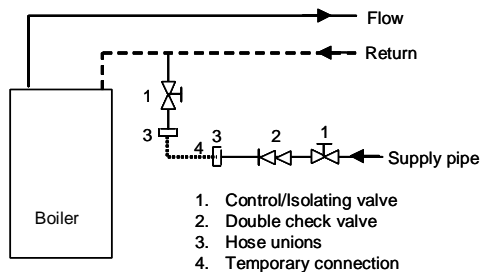 Flow
Return
1
3
4
3
2
1
Supply pipe
Boiler
1. Control/Isolating valve
2. Double check valve
3. Hose unions
4. Temporary connection